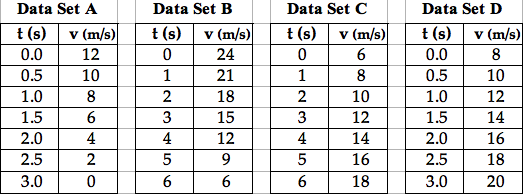 Data Set A Data Set B Data Set C Data Set D
t (s) v (m/s) t (s) v (m/s) t (s) v (m/s) t (s) v (m/s)
0.0 12 0 24 0 6 0.0 8
0.5 10 1 21 1 8 0.5 10
1.0 8 2 18 2 10 1.0 12
1.5 6 3 15 3 12 1.5 14
2.0 4 4 12 4 14 2.0 16
2.5 2 5 9 5 16 2.5 18
3.0 0 6 6 6 18 3.0 20